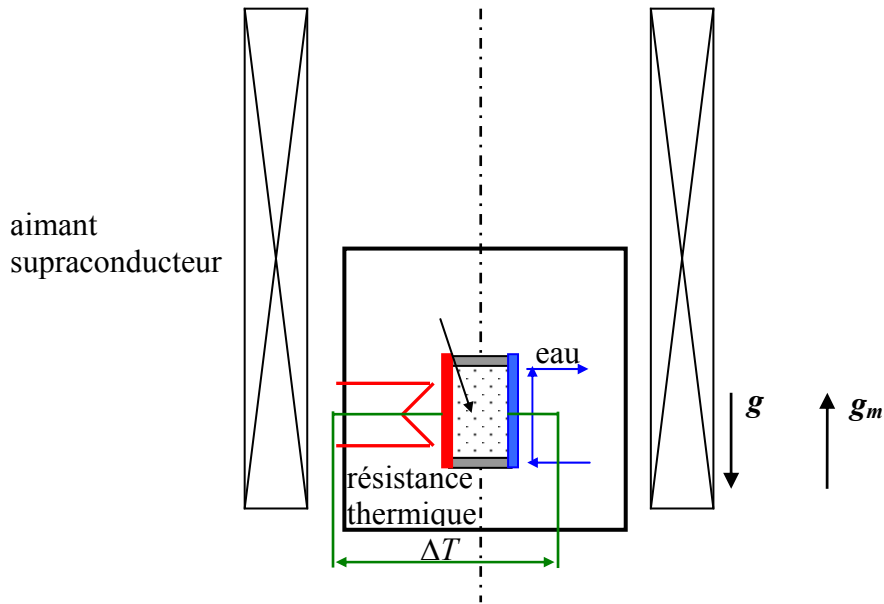 aimant
supraconducteur
eau
g
gm
résistance
thermique
ΔT